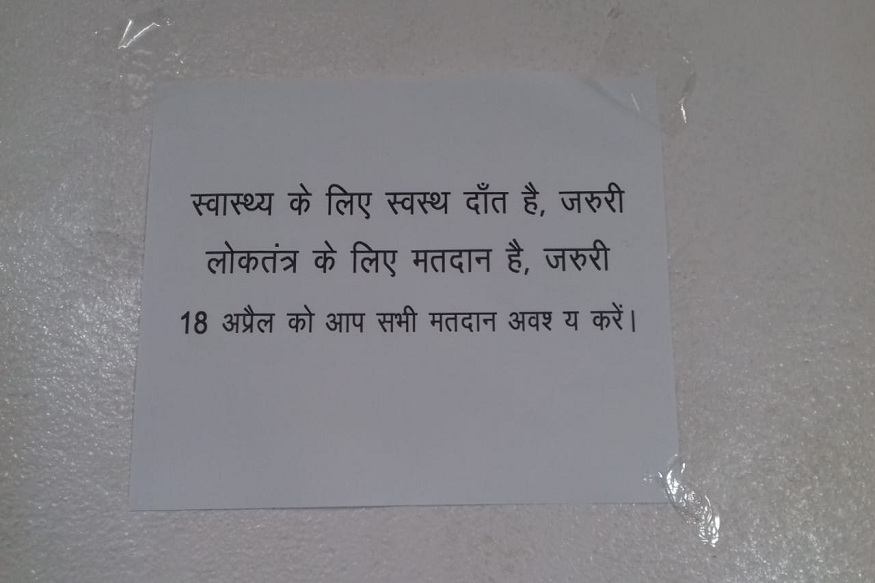 स्वास्थ्य के लिए स्वस्थ दाँत है, जरुरी
लोकतंत्र के लिए मतदान है, जरुरी
18 अप्रैल को आप सभी मतदान अवश य करें।